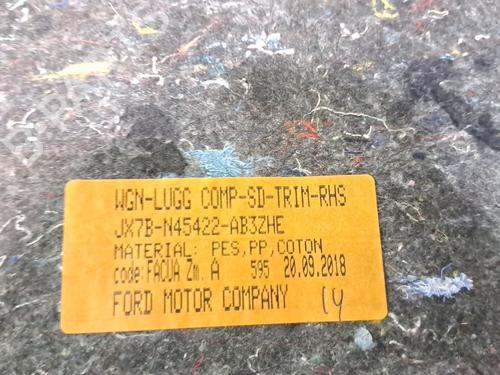 WGN-LUGG COMP-SD-TRIM-RHS
JX7B-N45422-AB3ZHE
MATERIAL: PES,PP,COTON
code: FACUA Zm. A 595 20.09.2018
FORD MOTOR COMPANY 14